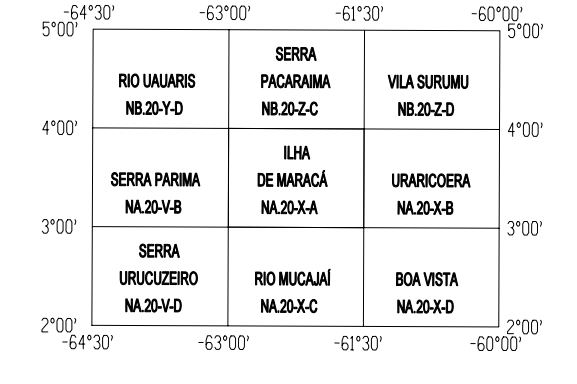 -64°30' -63°00' -61°30' -60°00'
5°00' 5°00'
RIO UAUARIS
NB.20-Y-D
SERRA
PACARAIMA
NB.20-Z-C
VILA SURUMU
NB.20-Z-D
4°00' 4°00'
SERRA PARIMA
NA.20-V-B
ILHA
DE MARACÁ
NA.20-X-A
URARICOERA
NA.20-X-B
3°00' 3°00'
SERRA
URUCUZEIRO
NA.20-V-D
RIO MUCAJAÍ
NA.20-X-C
BOA VISTA
NA.20-X-D
2°00' 2°00'
-64°30' -63°00' -61°30' -60°00'